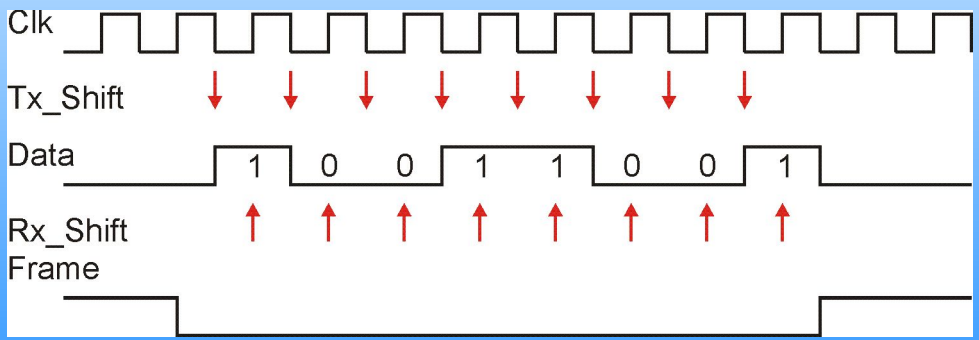 Clk
Tx_Shift
Data 1 0 0 1 1 0 0 1
Rx_Shift
Frame